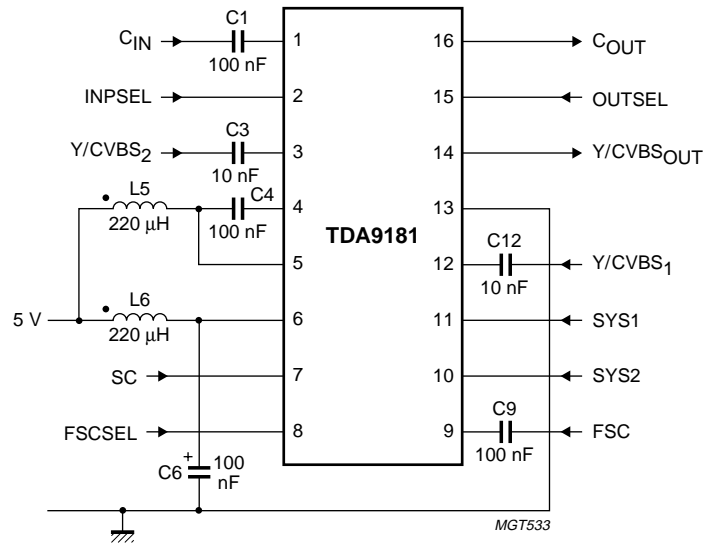 C1
CIN
1
16
COUT
100 nF
INPSEL
2
15
OUTSEL
C3
Y/CVBS2
3
14
Y/CVBSOUT
10 nF
L5
C4
4
13
220 µH
100 nF
TDA9181
C12
5
12
Y/CVBS1
10 nF
L6
5 V
6
11
SYS1
220 µH
SC
7
10
SYS2
C9
FSCSEL
8
9
FSC
100 nF
+
C6
100
nF
MGT533